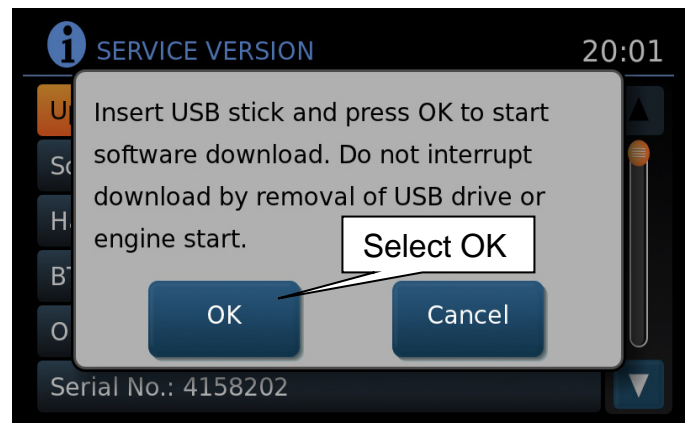 SERVICE VERSION
20:01
U
Insert USB stick and press OK to start
So
software download. Do not interrupt
download by removal of USB drive or
H
engine start.
Select OK
B
OK
Cancel
O
Serial No.: 4158202